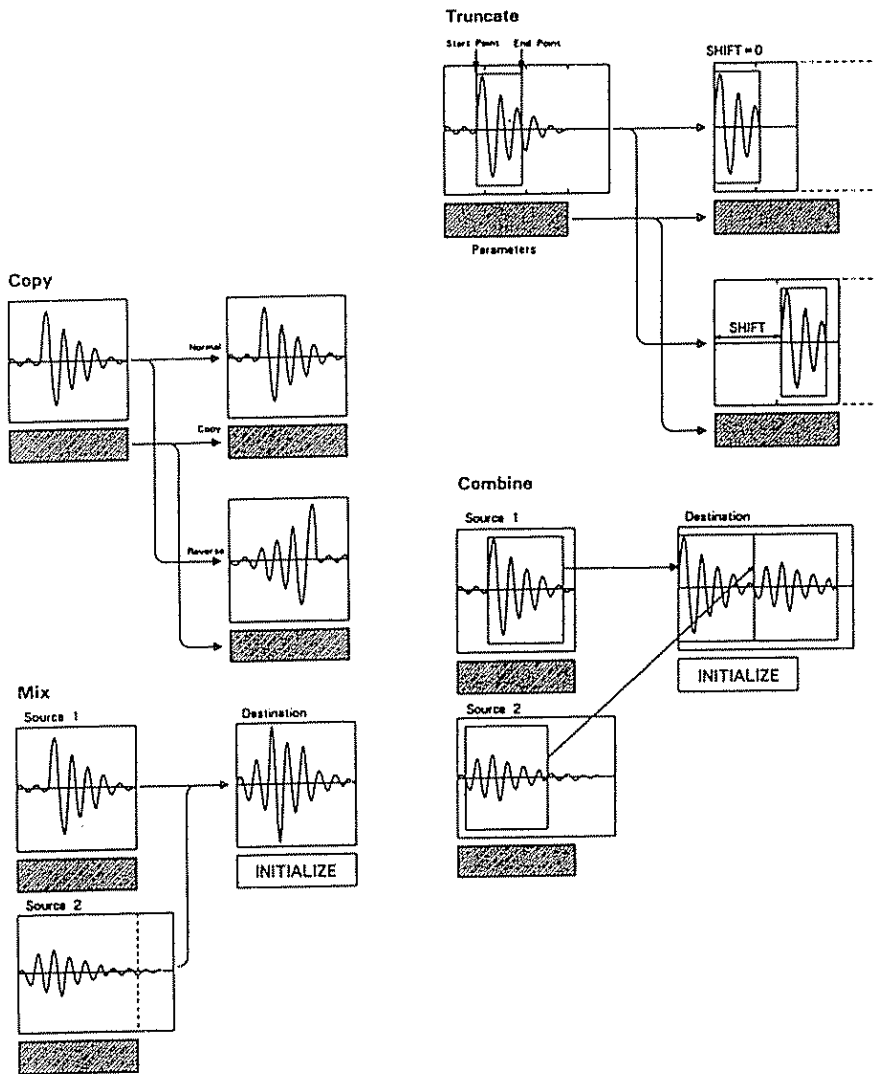 Truncate
Start Point End Point
SHIFT = 0
Parameters
SHIFT
Copy
Normal
Copy
Reverse
Combine
Source 1
Destination
INITIALIZE
Source 2
Mix
Source 1
Destination
INITIALIZE
Source 2